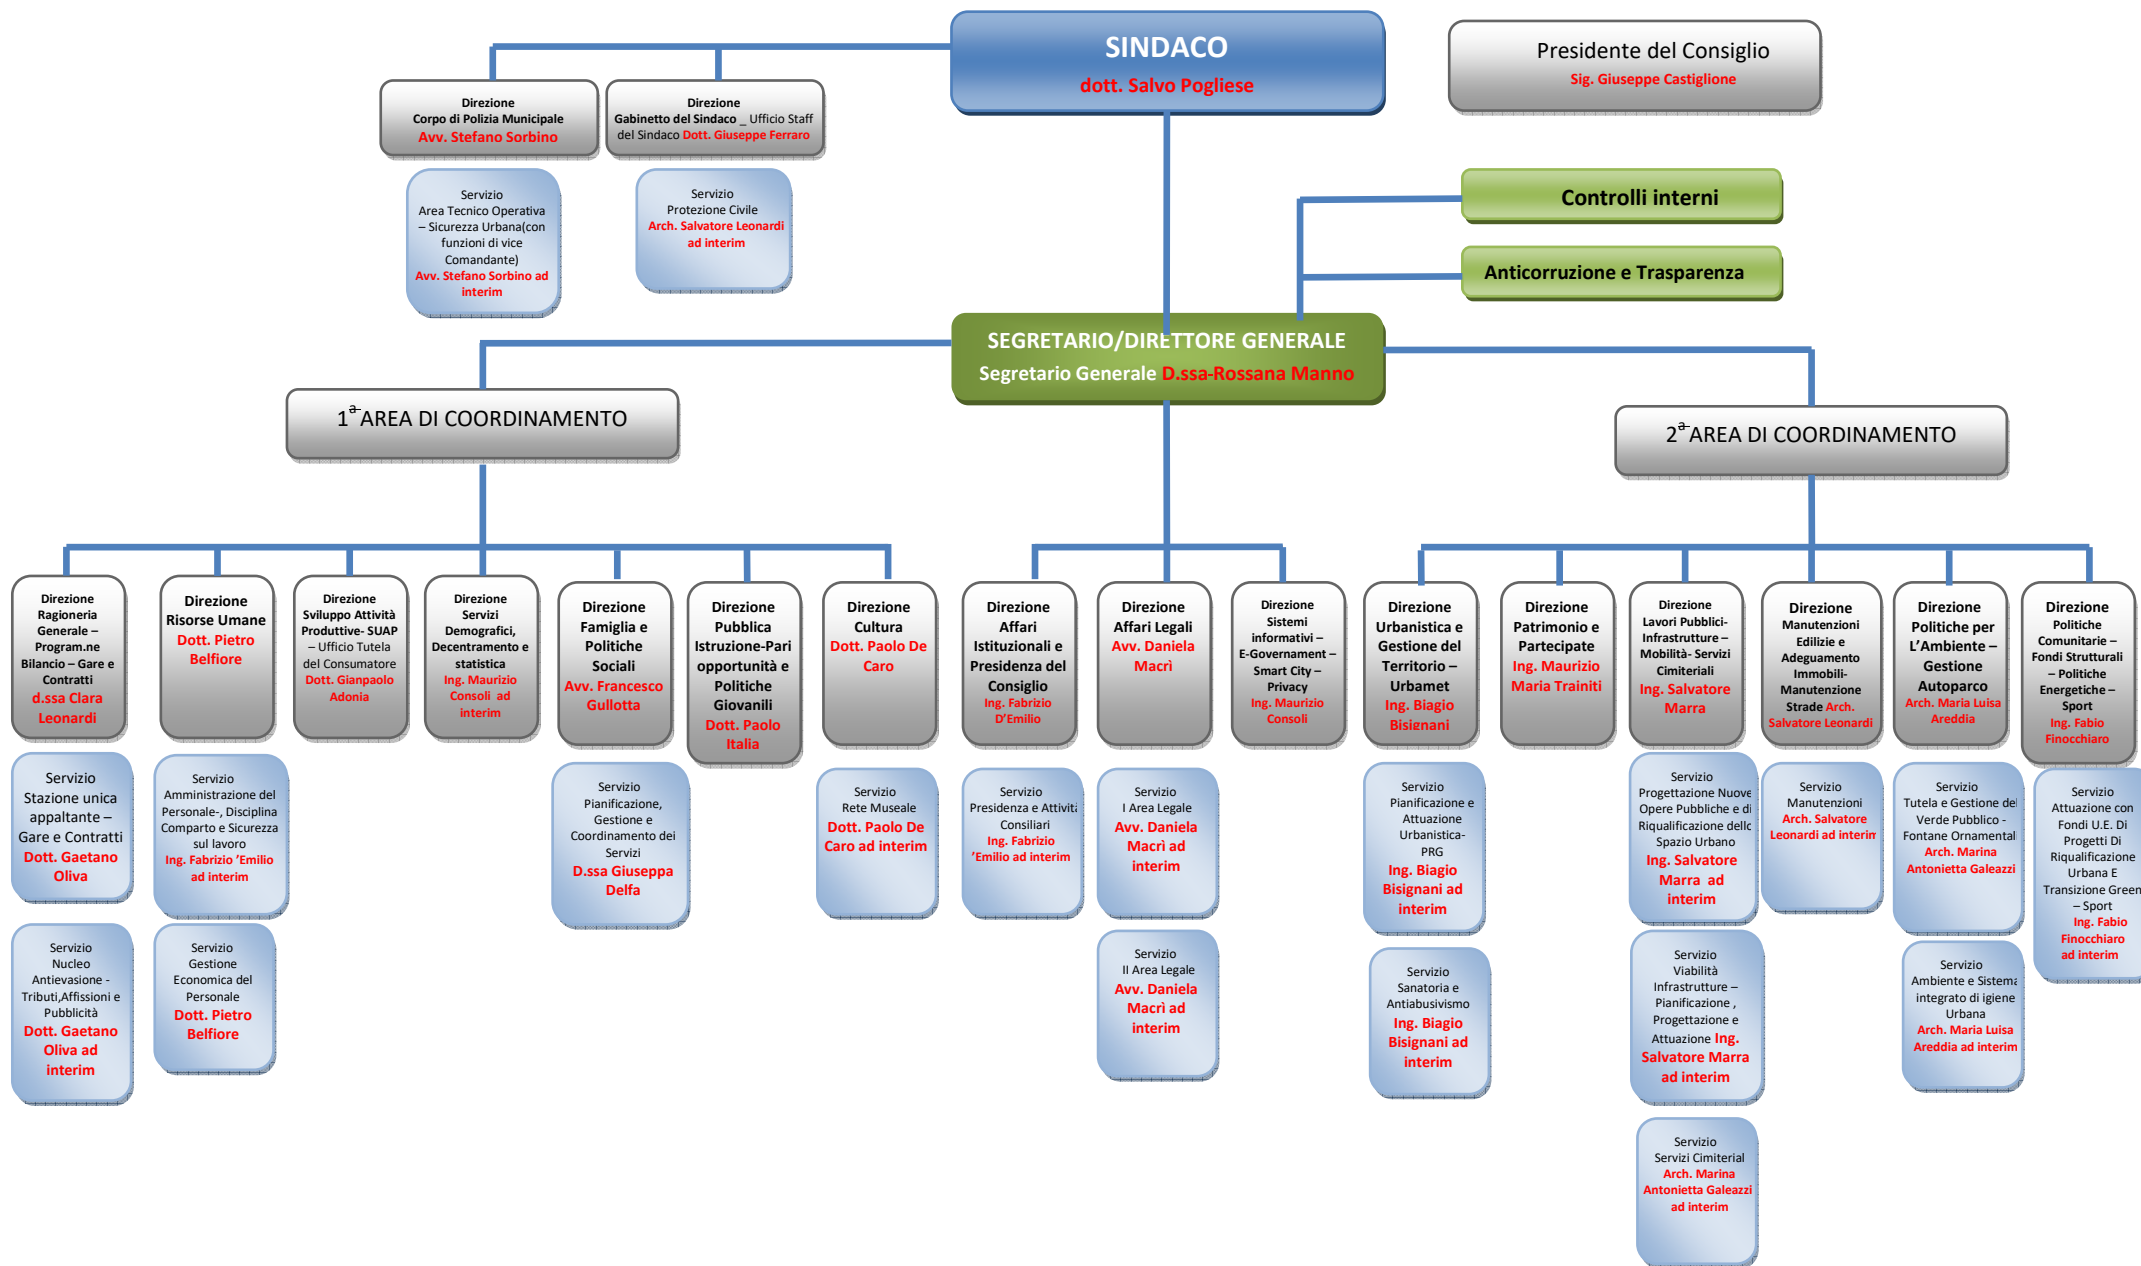 SINDACO
dott. Salvo Pogliese
Presidente del Consiglio
Sig. Giuseppe Castiglione
Direzione
Corpo di Polizia Municipale
Avv. Stefano Sorbino
Direzione
Gabinetto del Sindaco _ Ufficio Staff
del Sindaco Dott. Giuseppe Ferraro
Servizio
Area Tecnico Operativa
– Sicurezza Urbana(con
funzioni di vice
Comandante)
Avv. Stefano Sorbino ad
interim
Servizio
Protezione Civile
Arch. Salvatore Leonardi
ad interim
Controlli interni
Anticorruzione e Trasparenza
SEGRETARIO/DIRETTORE GENERALE
Segretario Generale D.ssa-Rossana Manno
1ª AREA DI COORDINAMENTO
2ª AREA DI COORDINAMENTO
Direzione
Ragioneria
Generale –
Program.ne
Bilancio – Gare e
Contratti
d.ssa Clara
Leonardi
Direzione
Risorse Umane
Dott. Pietro
Belfiore
Direzione
Sviluppo Attività
Produttive- SUAP
– Ufficio Tutela
del Consumatore
Dott. Gianpaolo
Adonia
Direzione
Servizi
Demografici,
Decentramento e
statistica
Ing. Maurizio
Consoli ad
interim
Direzione
Famiglia e
Politiche
Sociali
Avv. Francesco
Gullotta
Direzione
Pubblica
Istruzione-Pari
opportunità e
Politiche
Giovanili
Dott. Paolo
Italia
Direzione
Cultura
Dott. Paolo De
Caro
Direzione
Affari
Istituzionali e
Presidenza del
Consiglio
Ing. Fabrizio
D'Emilio
Direzione
Affari Legali
Avv. Daniela
Macrì
Direzione
Sistemi
informativi –
E-Governament –
Smart City –
Privacy
Ing. Maurizio
Consoli
Direzione
Urbanistica e
Gestione del
Territorio –
Urbamet
Ing. Biagio
Bisignani
Direzione
Patrimonio e
Partecipate
Ing. Maurizio
Maria Trainiti
Direzione
Lavori Pubblici-
Infrastrutture –
Mobilità- Servizi
Cimiteriali
Ing. Salvatore
Marra
Direzione
Manutenzioni
Edilizie e
Adeguamento
Immobili-
Manutenzione
Strade Arch.
Salvatore Leonardi
Direzione
Politiche per
L'Ambiente –
Gestione
Autoparco
Arch. Maria Luisa
Areddia
Direzione
Politiche
Comunitarie –
Fondi Strutturali
– Politiche
Energetiche –
Sport
Ing. Fabio
Finocchiaro
Servizio
Stazione unica
appaltante –
Gare e Contratti
Dott. Gaetano
Oliva
Servizio
Amministrazione del
Personale-, Disciplina
Comparto e Sicurezza
sul lavoro
Ing. Fabrizio 'Emilio
ad interim
Servizio
Pianificazione,
Gestione e
Coordinamento dei
Servizi
D.ssa Giuseppa
Delfa
Servizio
Rete Museale
Dott. Paolo De
Caro ad interim
Servizio
Presidenza e Attività
Consiliari
Ing. Fabrizio
'Emilio ad interim
Servizio
I Area Legale
Avv. Daniela
Macrì ad
interim
Servizio
Pianificazione e
Attuazione
Urbanistica-
PRG
Ing. Biagio
Bisignani ad
interim
Servizio
Progettazione Nuove
Opere Pubbliche e di
Riqualificazione dello
Spazio Urbano
Ing. Salvatore
Marra ad
interim
Servizio
Manutenzioni
Arch. Salvatore
Leonardi ad interim
Servizio
Tutela e Gestione del
Verde Pubblico -
Fontane Ornamentali
Arch. Marina
Antonietta Galeazzi
Servizio
Attuazione con
Fondi U.E. Di
Progetti Di
Riqualificazione
Urbana E
Transizione Green
– Sport
Ing. Fabio
Finocchiaro
ad interim
Servizio
Nucleo
Antievasione -
Tributi,Affissioni e
Pubblicità
Dott. Gaetano
Oliva ad
interim
Servizio
Gestione
Economica del
Personale
Dott. Pietro
Belfiore
Servizio
II Area Legale
Avv. Daniela
Macrì ad
interim
Servizio
Sanatoria e
Antiabusivismo
Ing. Biagio
Bisignani ad
interim
Servizio
Viabilità
Infrastrutture –
Pianificazione ,
Progettazione e
Attuazione Ing.
Salvatore Marra
ad interim
Servizio
Ambiente e Sistema
integrato di igiene
Urbana
Arch. Maria Luisa
Areddia ad interim
Servizio
Servizi Cimiterial
Arch. Marina
Antonietta Galeazzi
ad interim